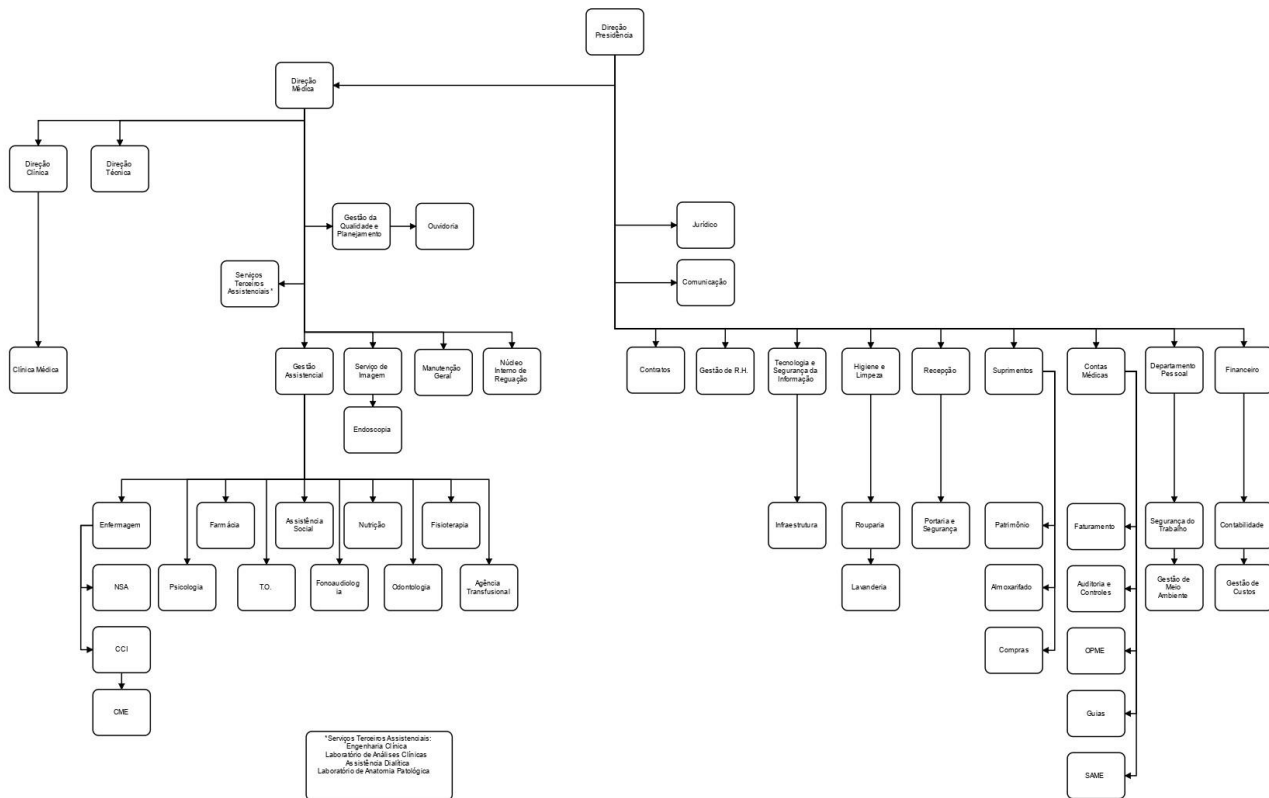 Direção
Presidência
Direção
Médica
Direção
Clínica
Direção
Técnica
Gestão da
Qualidade e
Planejamento
Ouvidoria
Jurídico
Serviços
Terceiros
Assistenciais*
Comunicação
Clínica Médica
Gestão
Assistencial
Serviço de
Imagem
Manutenção
Geral
Núcleo
Interno de
Reguação
Contratos
Gestão de R.H.
Tecnologia e
Segurança da
Informação
Higiene e
Limpeza
Recepção
Suprimentos
Contas
Médicas
Departamento
Pessoal
Financeiro
Endoscopia
Enfermagem
Farmácia
Assistência
Social
Nutrição
Fisioterapia
Infraestrutura
Rouparia
Portaria e
Segurança
Patrimônio
Faturamento
Segurança do
Trabalho
Contabilidade
NSA
Psicologia
T.O.
Fonoaudiolog
ia
Odontologia
Agência
Transfusional
Lavanderia
Almoxarifado
Auditoria e
Controles
Gestão de
Meio
Ambiente
Gestão de
Custos
CCI
Compras
OPME
CME
Guias
SAME
*Serviços Terceiros Assistenciais:
Engenharia Clínica
Laboratório de Análises Clínicas
Assistência Dialítica
Laboratório de Anatomia Patológica